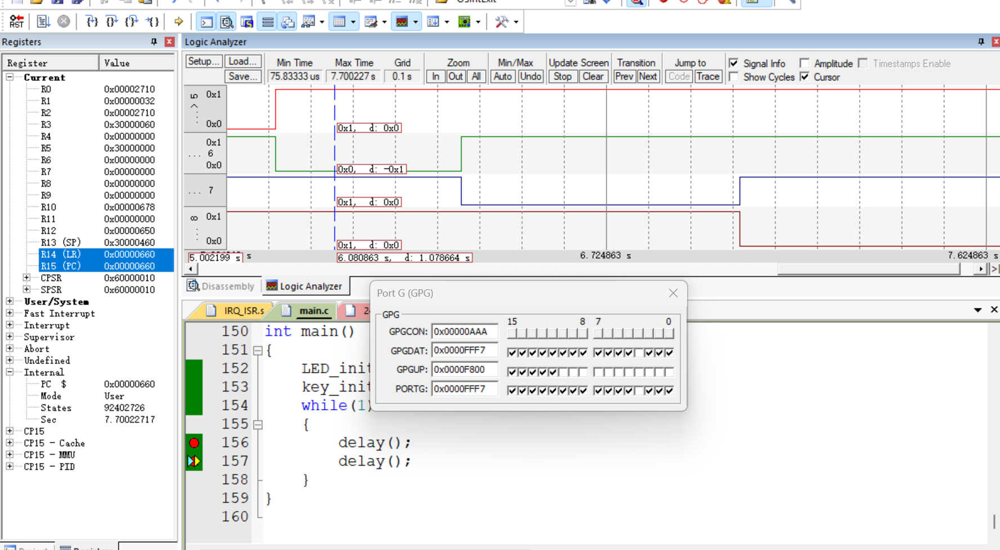 RST
Registers
Logic Analyzer
Register Value
Current
R0 0x00002710
R1 0x00000032
R2 0x00002710
R3 0x30000060
R4 0x00000000
R5 0x30000000
R6 0x00000000
R7 0x00000000
R8 0x00000000
R9 0x00000000
R10 0x00000678
R11 0x00000000
R12 0x00000650
R13 (SP) 0x30000460
R14 (LR) 0x00000660
R15 (PC) 0x00000660
CPSR 0x60000010
SPSR 0x60000010
User/System
Fast Interrupt
Interrupt
Supervisor
Abort
Undefined
Internal
PC $ 0x00000660
Mode User
States 92402726
Sec 7.70022717
CP15
CP15 - Cache
CP15 - MMU
CP15 - PID
Setup... Load... Min Time Max Time Grid Zoom Min/Max Update Screen Transition Jump to Signal Info Amplitude Timestamps Enable
Save... 75.83333 us 7.700227 s 0.1 s In Out All Auto Undo Stop Clear Prev Next Code Trace Show Cycles Cursor
5 0x1
0x0
0x1, d: 0x0
0x1
... 6
0x0
0x0, d: -0x1
... 7
0x1, d: 0x0
8 0x1
0x0
0x1, d: 0x0
5.002199 s s 6.080863 s, d: 1.078664 s 6.724863 s 7.624863 s
Disassembly Logic Analyzer
IRQ_ISR.s main.c 2
Port G (GPG)
GPG
15 8 7 0
GPGCON: 0x00000AAA
GPGDAT: 0x0000FFF7
GPGUP: 0x0000F800
PORTG: 0x0000FFF7
150 int main()
151 {
152 LED_init
153 key_init
154 while(1)
155 {
156 delay();
157 delay();
158 }
159 }
160